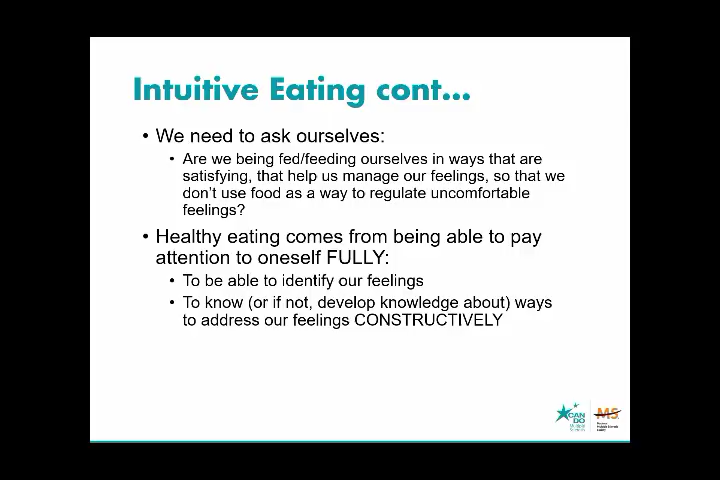 Intuitive Eating cont...
• We need to ask ourselves:
• Are we being fed/feeding ourselves in ways that are
satisfying, that help us manage our feelings, so that we
don't use food as a way to regulate uncomfortable
feelings?
• Healthy eating comes from being able to pay
attention to oneself FULLY:
• To be able to identify our feelings
• To know (or if not, develop knowledge about) ways
to address our feelings CONSTRUCTIVELY
CAN
DO
Multiple
Sclerosis
MS